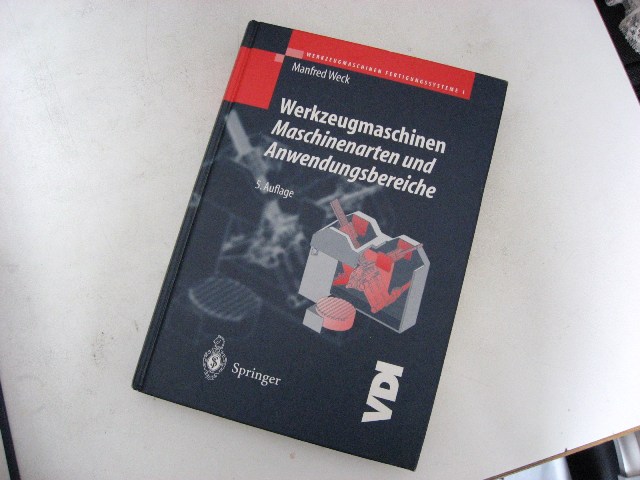 WERKZEUGMASCHINEN FERTIGUNGSSYSTEME 1
Manfred Weck
Werkzeugmaschinen
Maschinenarten und
Anwendungsbereiche
5. Auflage
Springer
VDI